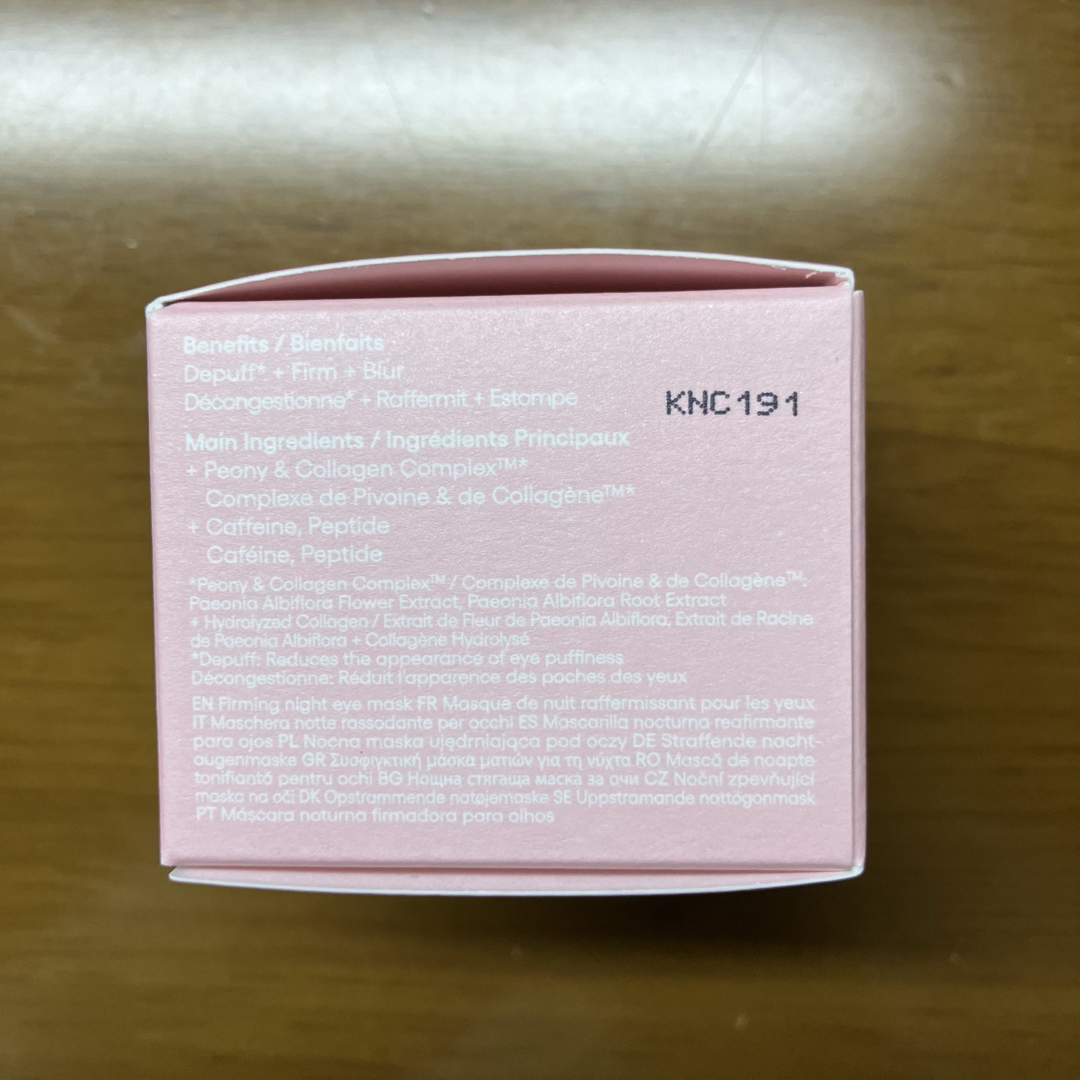 Benefits / Bienfaits
Depuff* + Firm + Blur
Décongestionne* + Raffermit + Estompe
KNC191
Main Ingredients / Ingrédients Principaux
+ Peony & Collagen Complex™*
Complexe de Pivoine & de Collagène™*
+ Caffeine, Peptide
Caféine, Peptide
*Peony & Collagen Complex™ / Complexe de Pivoine & de Collagène™:
Paeonia Albiflora Flower Extract, Paeonia Albiflora Root Extract
+ Hydrolyzed Collagen / Extrait de Fleur de Paeonia Albiflora, Extrait de Racine
de Paeonia Albiflora + Collagène Hydrolysé
*Depuff: Reduces the appearance of eye puffiness
Décongestionne: Réduit l'apparence des poches des yeux
EN Firming night eye mask FR Masque de nuit raffermissant pour les yeux
IT Maschera notte rassodante per occhi ES Mascarilla nocturna reafirmante
para ojos PL Nocna maska ujędrniająca pod oczy DE Straffende nacht-
augenmaske GR Συσφιγκτική μάσκα ματιών για τη νύχτα RO Mască de noapte
tonifiantă pentru ochi BG Нощна стягаща маска за очи CZ Noční zpevňující
maska na oči DK Opstrammende natøjemaske SE Uppstramande nattögonmask
PT Máscara noturna firmadora para olhos